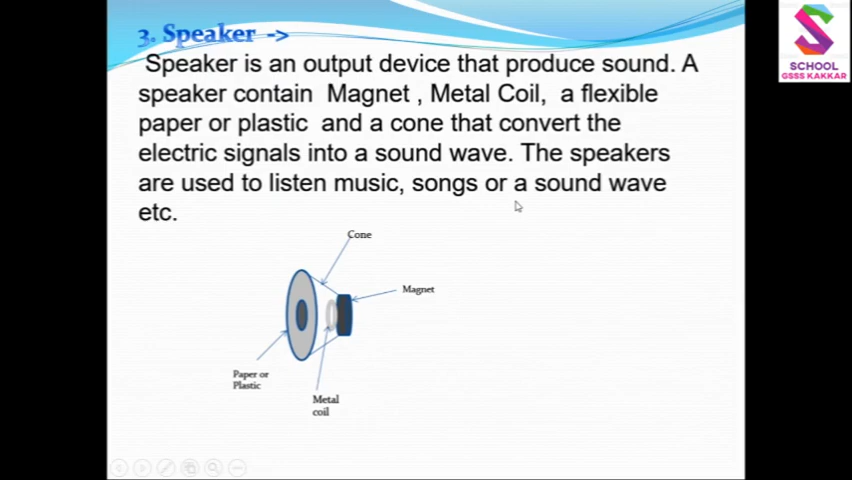 3. Speaker ->
SCHOOL
GSSS KAKKAR
Speaker is an output device that produce sound. A
speaker contain Magnet , Metal Coil, a flexible
paper or plastic and a cone that convert the
electric signals into a sound wave. The speakers
are used to listen music, songs or a sound wave
etc.
Cone
Magnet
Paper or
Plastic
Metal
coil